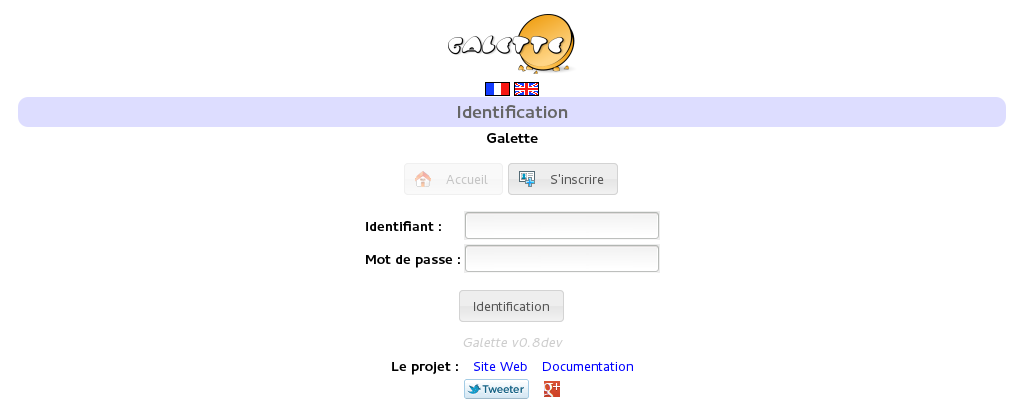 GALETTE
Identification
Galette
Accueil S'inscrire
Identifiant :
Mot de passe :
Identification
Galette v0.8dev
Le projet : Site Web Documentation
Tweeter g+